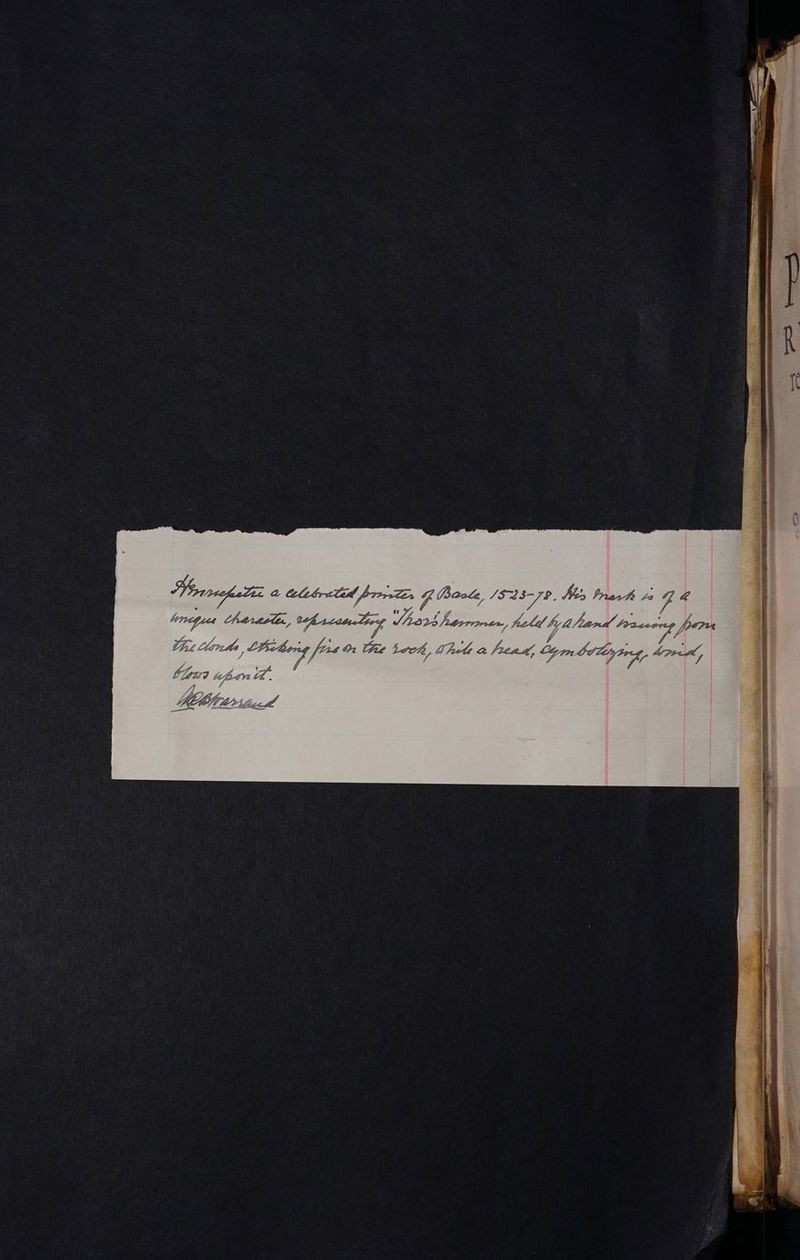 Henricpetri a celebrated printer of Basle, 1523-78. His Mark is of a
unique character, representing "Thor's hammer, held by a hand issuing from
the clouds, striking fire on the rock, while a head, symbolizing, wind,
blows upon it.
P
R
re